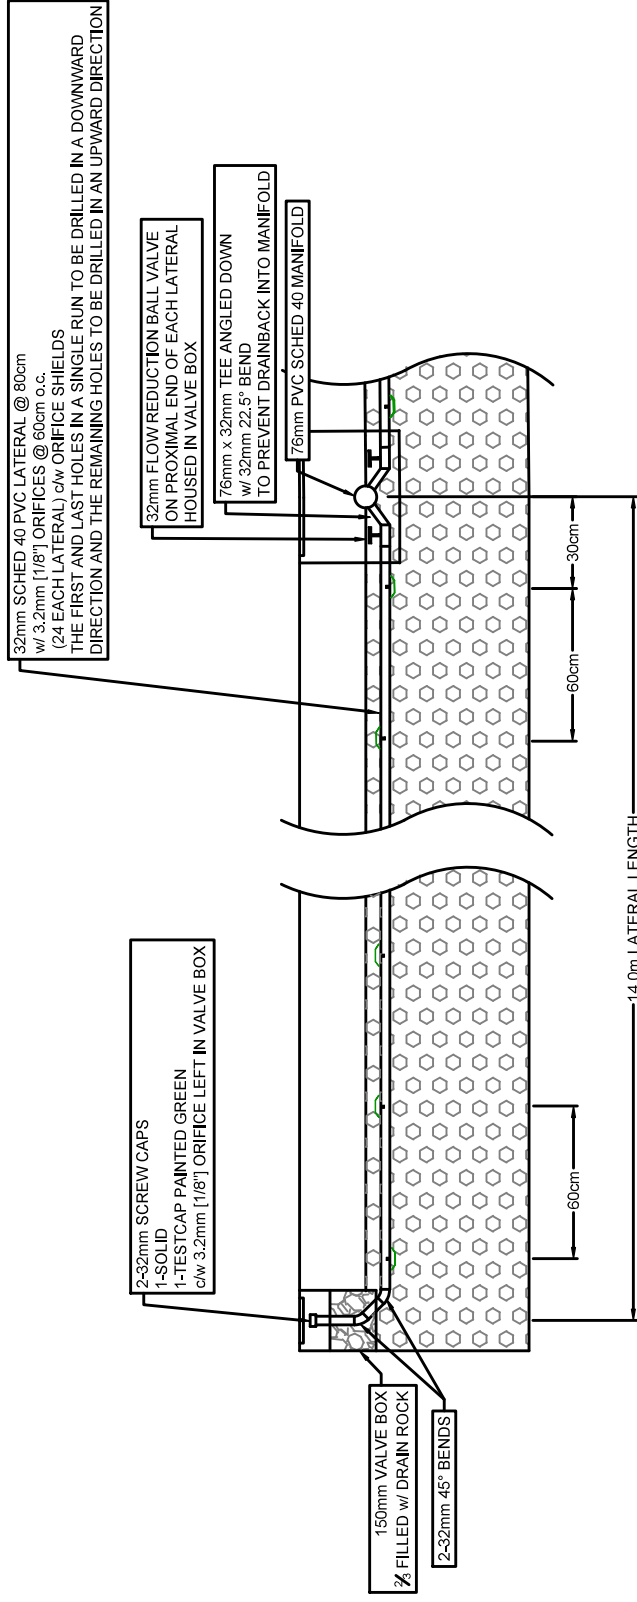 32mm SCHED 40 PVC LATERAL @ 80cm
w/ 3.2mm [1/8"] ORIFICES @ 60cm o.c.
(24 EACH LATERAL) c/w ORIFICE SHIELDS
THE FIRST AND LAST HOLES IN A SINGLE RUN TO BE DRILLED IN A DOWNWARD
DIRECTION AND THE REMAINING HOLES TO BE DRILLED IN AN UPWARD DIRECTION
32mm FLOW REDUCTION BALL VALVE
ON PROXIMAL END OF EACH LATERAL
HOUSED IN VALVE BOX
76mm x 32mm TEE ANGLED DOWN
w/ 32mm 22.5° BEND
TO PREVENT DRAINBACK INTO MANIFOLD
76mm PVC SCHED 40 MANIFOLD
2-32mm SCREW CAPS
1-SOLID
1-TESTCAP PAINTED GREEN
c/w 3.2mm [1/8"] ORIFICE LEFT IN VALVE BOX
150mm VALVE BOX
⅔ FILLED w/ DRAIN ROCK
2-32mm 45° BENDS
60cm
60cm
30cm
14.0m LATERAL LENGTH